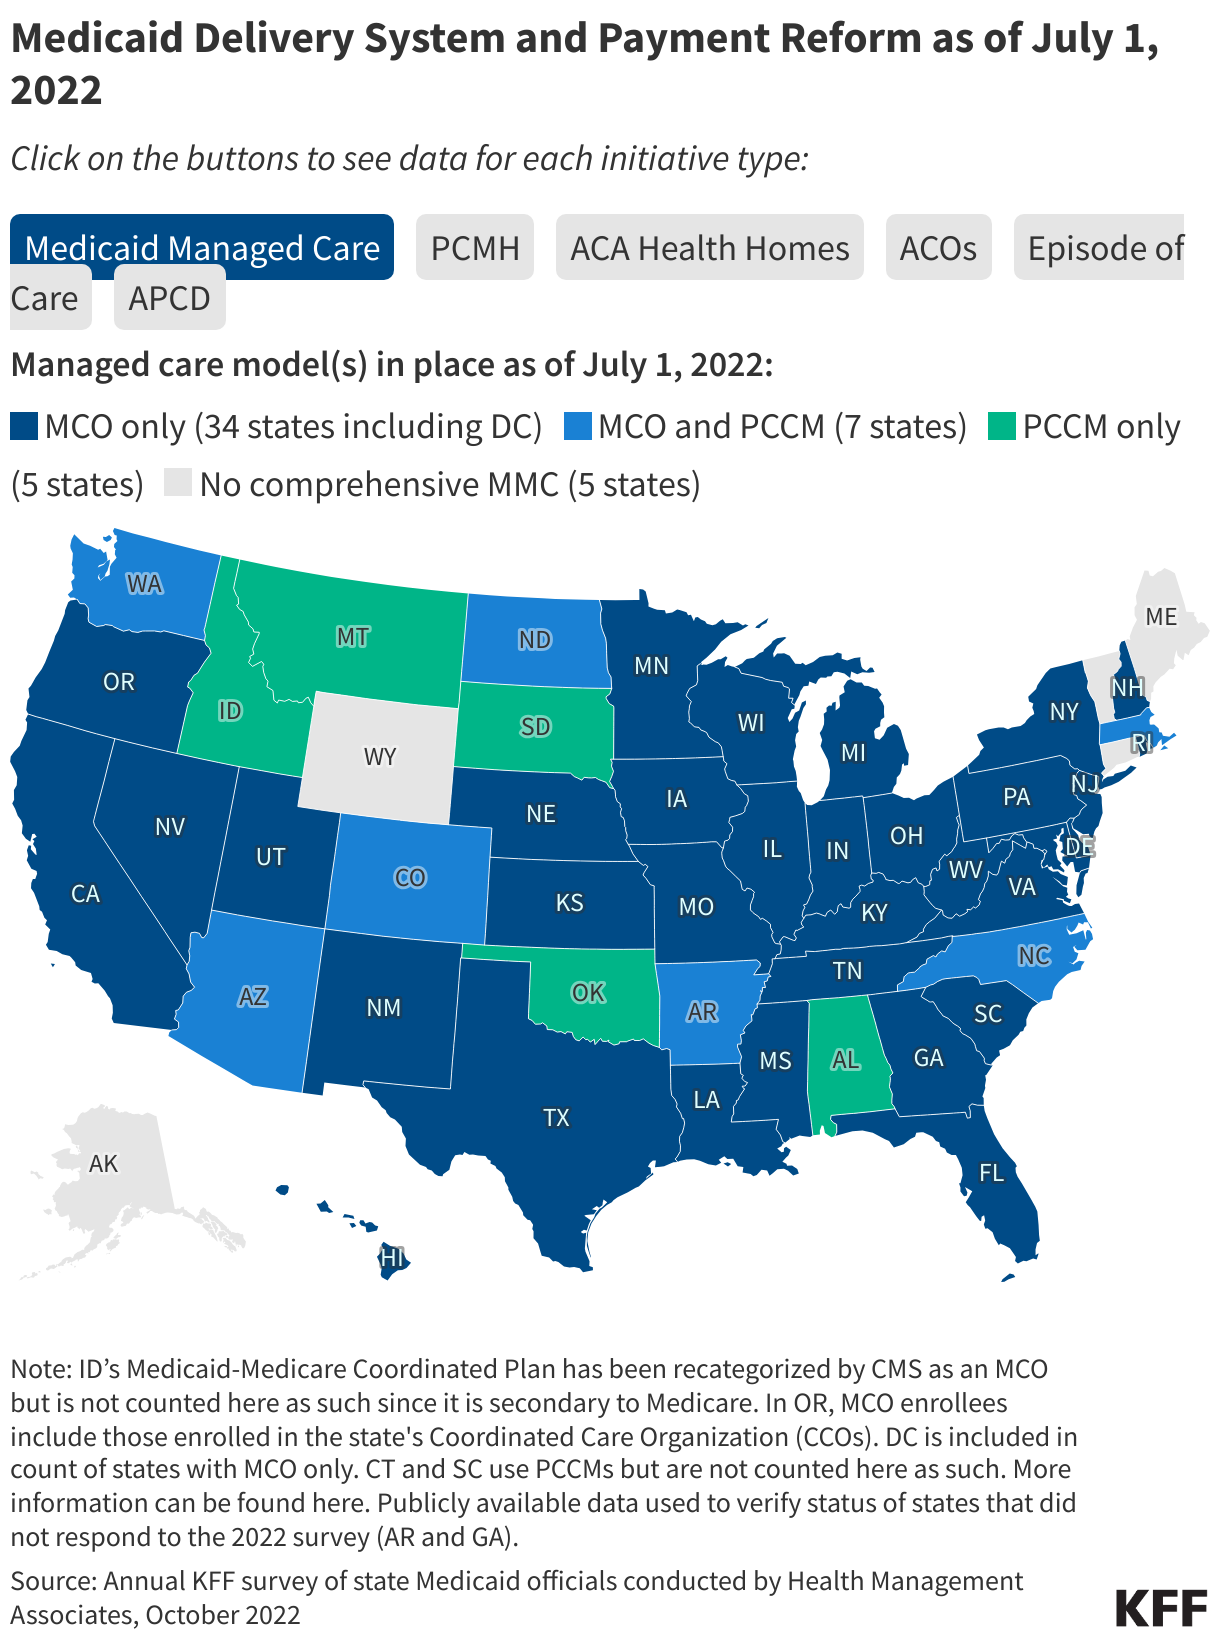 Medicaid Delivery System and Payment Reform as of July 1,
2022
Click on the buttons to see data for each initiative type:
Medicaid Managed Care PCMH ACA Health Homes ACOs Episode of
Care APCD
Managed care model(s) in place as of July 1, 2022:
MCO only (34 states including DC) MCO and PCCM (7 states) PCCM only
(5 states) No comprehensive MMC (5 states)
WA
ME
MT
ND
MN
OR
NH
ID
NY
WI
SD
RI
MI
WY
NJ
PA
IA
NE
NV
OH
DE
IL
IN
UT
WV
CO
VA
CA
KS
MO
KY
NC
TN
OK
AZ
NM
AR
SC
GA
AL
MS
LA
TX
AK
FL
HI
Note: ID’s Medicaid-Medicare Coordinated Plan has been recategorized by CMS as an MCO
but is not counted here as such since it is secondary to Medicare. In OR, MCO enrollees
include those enrolled in the state's Coordinated Care Organization (CCOs). DC is included in
count of states with MCO only. CT and SC use PCCMs but are not counted here as such. More
information can be found here. Publicly available data used to verify status of states that did
not respond to the 2022 survey (AR and GA).
Source: Annual KFF survey of state Medicaid officials conducted by Health Management
Associates, October 2022
KFF